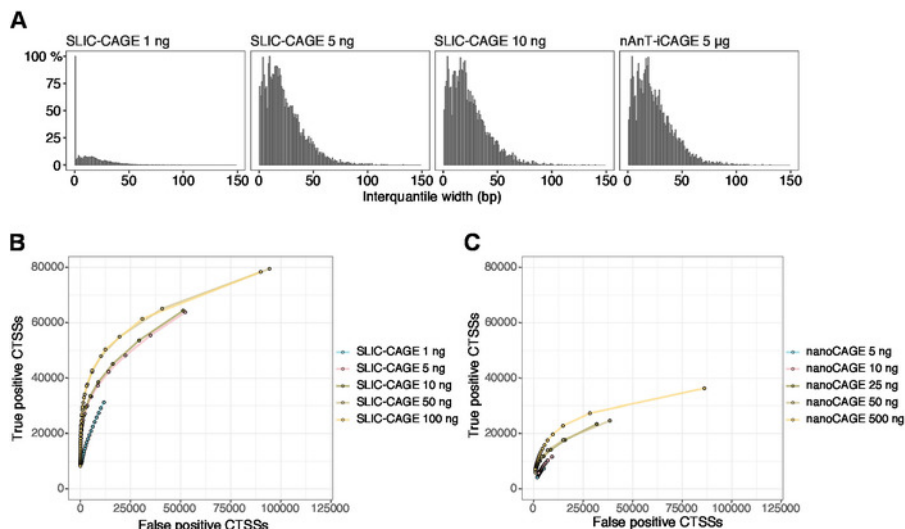 A
SLIC-CAGE 1 ng
SLIC-CAGE 5 ng
SLIC-CAGE 10 ng
nAnT-iCAGE 5 µg
100 %
75
50
25
0
0 50 100 150
0 50 100 150
0 50 100 150
0 50 100 150
Interquantile width (bp)
B
True positive CTSSs
80000
60000
40000
20000
0
0 25000 50000 75000 100000 125000
False positive CTSSs
SLIC-CAGE 1 ng
SLIC-CAGE 5 ng
SLIC-CAGE 10 ng
SLIC-CAGE 50 ng
SLIC-CAGE 100 ng
C
True positive CTSSs
80000
60000
40000
20000
0
0 25000 50000 75000 100000 125000
False positive CTSSs
nanoCAGE 5 ng
nanoCAGE 10 ng
nanoCAGE 25 ng
nanoCAGE 50 ng
nanoCAGE 500 ng